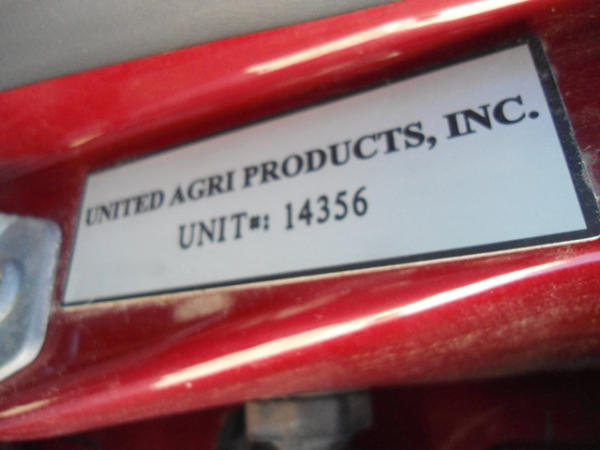 UNITED AGRI PRODUCTS, INC.
UNIT#: 14356